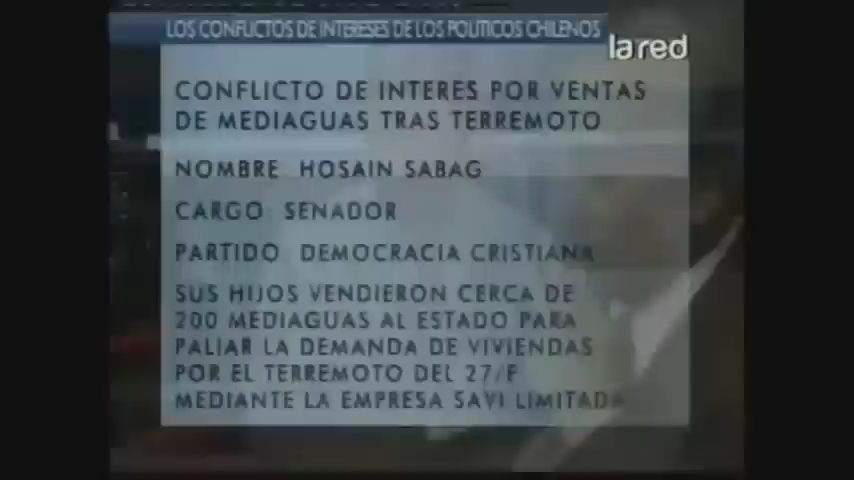 LOS CONFLICTOS DE INTERESES DE LOS POLITICOS CHILENOS
la red
CONFLICTO DE INTERES POR VENTAS
DE MEDIAGUAS TRAS TERREMOTO
NOMBRE HOSAIN SABAG
CARGO SENADOR
PARTIDO DEMOCRACIA CRISTIANA
SUS HIJOS VENDIERON CERCA DE
200 MEDIAGUAS AL ESTADO PARA
PALIAR LA DEMANDA DE VIVIENDAS
POR EL TERREMOTO DEL 27/F
MEDIANTE LA EMPRESA SAVI LIMITADA